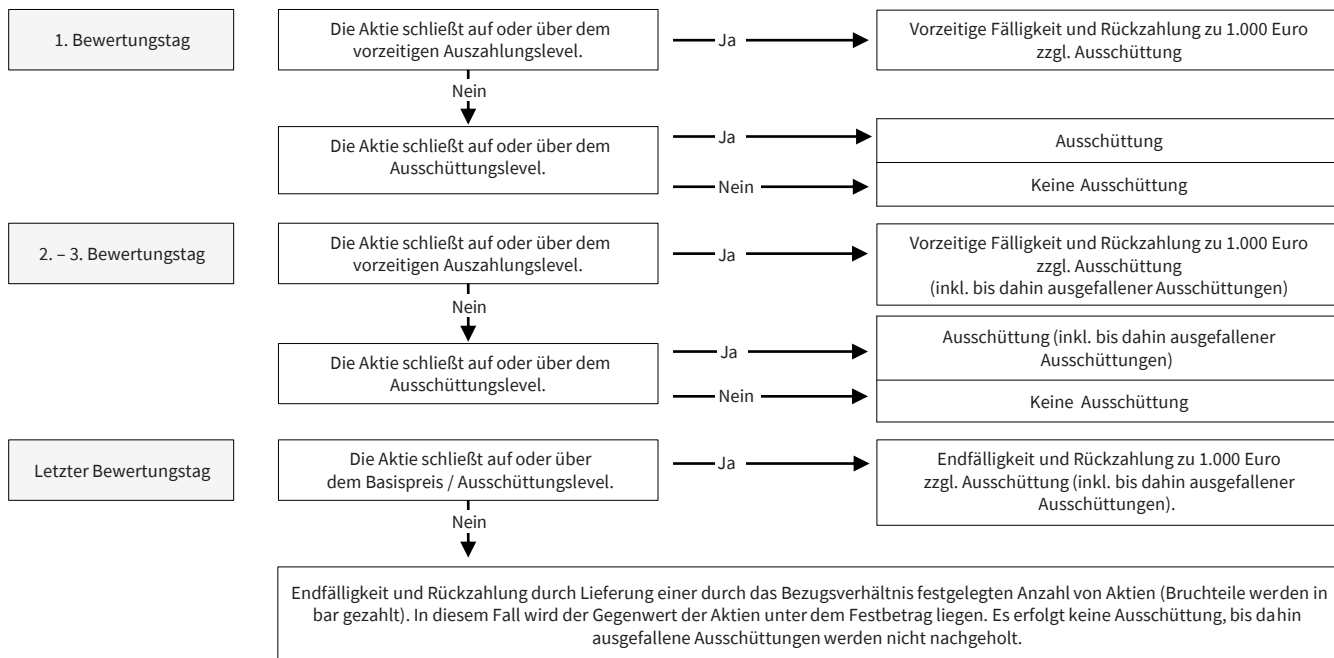 1. Bewertungstag
Die Aktie schließt auf oder über dem
vorzeitigen Auszahlungslevel.
Ja
Vorzeitige Fälligkeit und Rückzahlung zu 1.000 Euro
zzgl. Ausschüttung
Nein
Die Aktie schließt auf oder über dem
Ausschüttungslevel.
Ja
Ausschüttung
Nein
Keine Ausschüttung
2. – 3. Bewertungstag
Die Aktie schließt auf oder über dem
vorzeitigen Auszahlungslevel.
Ja
Vorzeitige Fälligkeit und Rückzahlung zu 1.000 Euro
zzgl. Ausschüttung
(inkl. bis dahin ausgefallener Ausschüttungen)
Nein
Die Aktie schließt auf oder über dem
Ausschüttungslevel.
Ja
Ausschüttung (inkl. bis dahin ausgefallener
Ausschüttungen)
Nein
Keine Ausschüttung
Letzter Bewertungstag
Die Aktie schließt auf oder über
dem Basispreis / Ausschüttungslevel.
Ja
Endfälligkeit und Rückzahlung zu 1.000 Euro
zzgl. Ausschüttung (inkl. bis dahin ausgefallener
Ausschüttungen).
Nein
Endfälligkeit und Rückzahlung durch Lieferung einer durch das Bezugsverhältnis festgelegten Anzahl von Aktien (Bruchteile werden in
bar gezahlt). In diesem Fall wird der Gegenwert der Aktien unter dem Festbetrag liegen. Es erfolgt keine Ausschüttung, bis dahin
ausgefallene Ausschüttungen werden nicht nachgeholt.